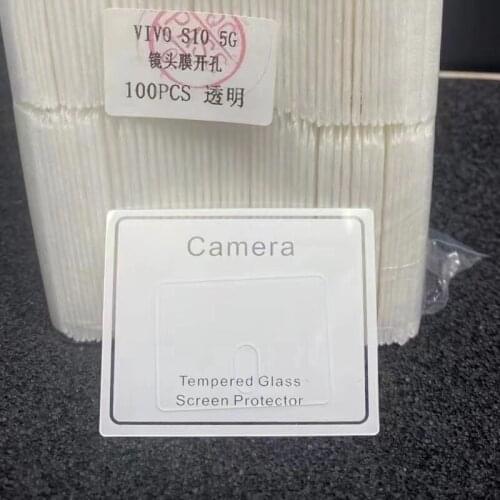 VIVO S10 5G
镜头膜开孔
100PCS 透明
Camera
Tempered Glass
Screen Protector